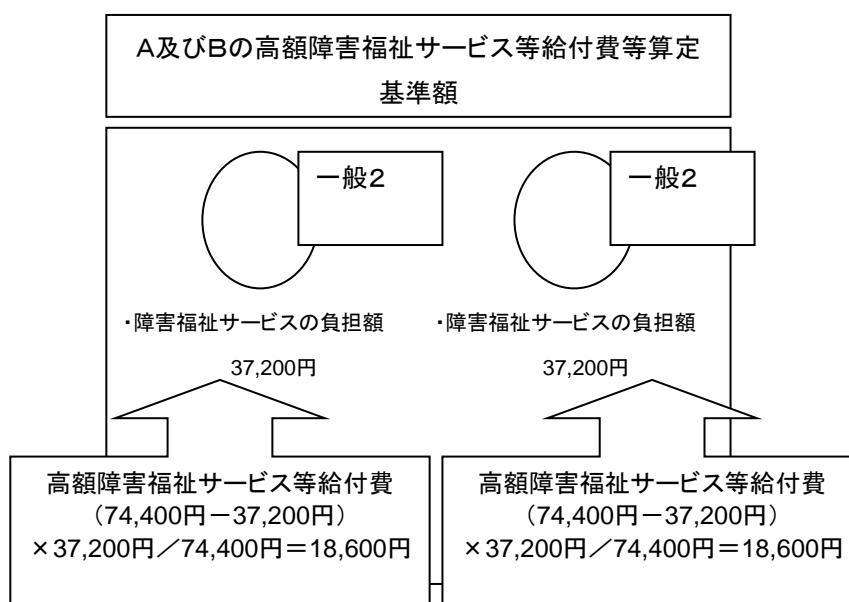 A及びBの高額障害福祉サービス等給付費等算定
基準額
一般2
一般2
・障害福祉サービスの負担額
37,200円
・障害福祉サービスの負担額
37,200円
高額障害福祉サービス等給付費
(74,400円－37,200円)
×37,200円／74,400円＝18,600円
高額障害福祉サービス等給付費
(74,400円－37,200円)
×37,200円／74,400円＝18,600円